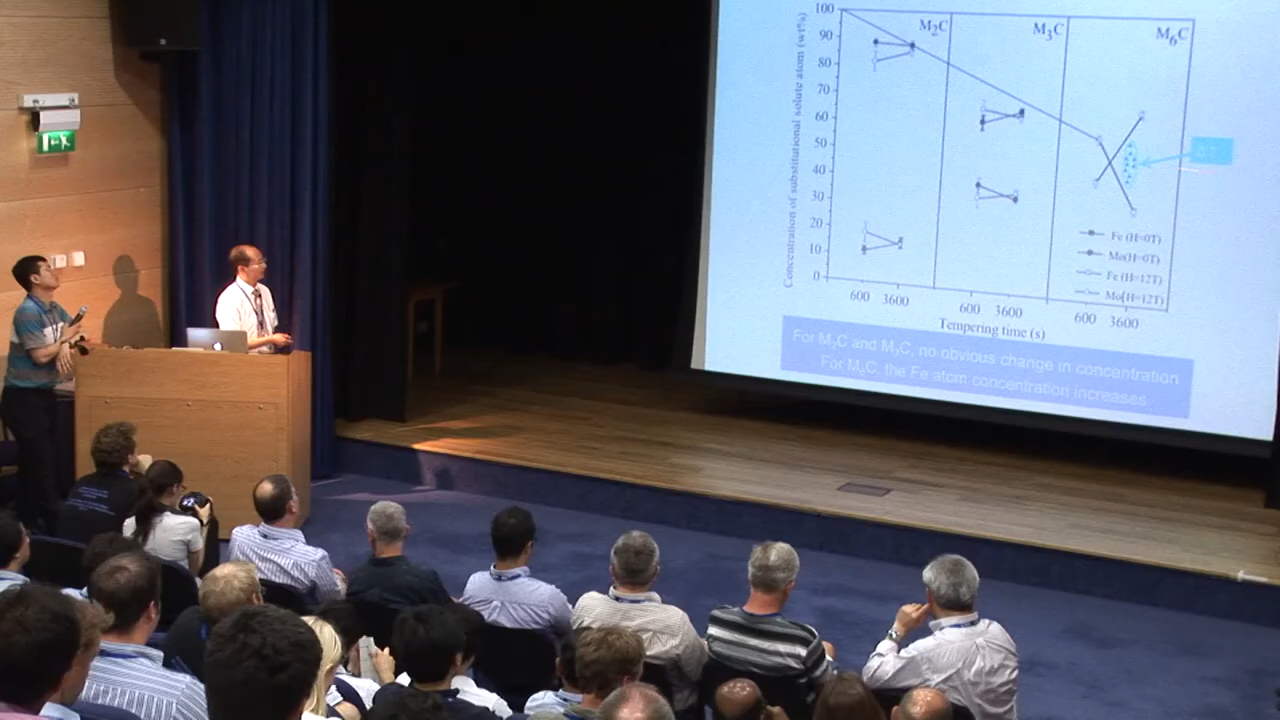 100
90
80
70
60
50
40
30
20
10
0
Concentration of substitutional solute atom (wt%)
M₂C
M₃C
M₆C
Fe (H=0T)
Mo(H=0T)
Fe (H=12T)
Mo(H=12T)
600 3600
600 3600
600 3600
Tempering time (s)
For M₂C and M₃C, no obvious change in concentration
For M₆C, the Fe atom concentration increases.